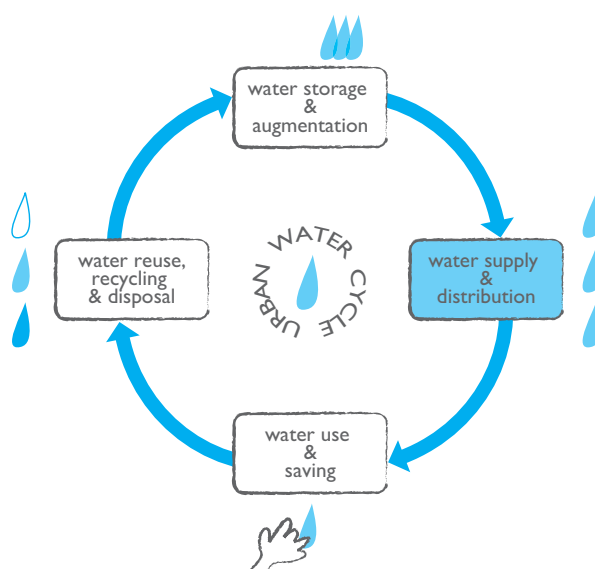 water storage
&
augmentation
water reuse,
recycling
& disposal
URBAN WATER CYCLE
water supply
&
distribution
water use
&
saving